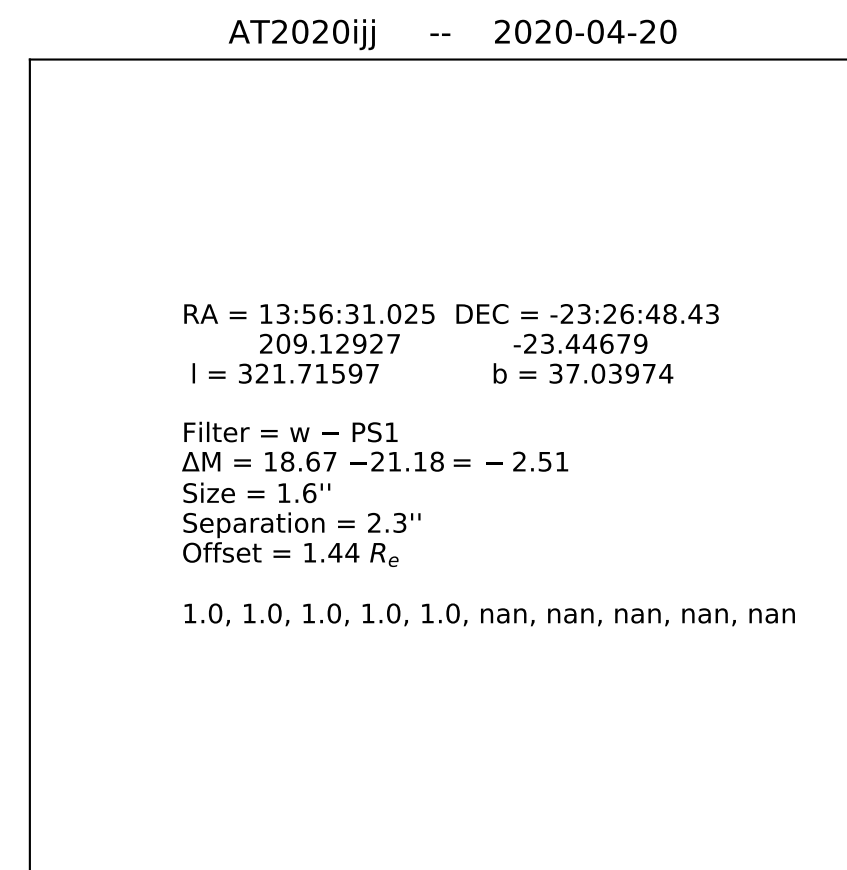 AT2020ijj -- 2020-04-20
RA = 13:56:31.025 DEC = -23:26:48.43
209.12927 -23.44679
l = 321.71597 b = 37.03974
Filter = w − PS1
ΔM = 18.67 −21.18 = − 2.51
Size = 1.6''
Separation = 2.3''
Offset = 1.44 Rₑ
1.0, 1.0, 1.0, 1.0, 1.0, nan, nan, nan, nan, nan